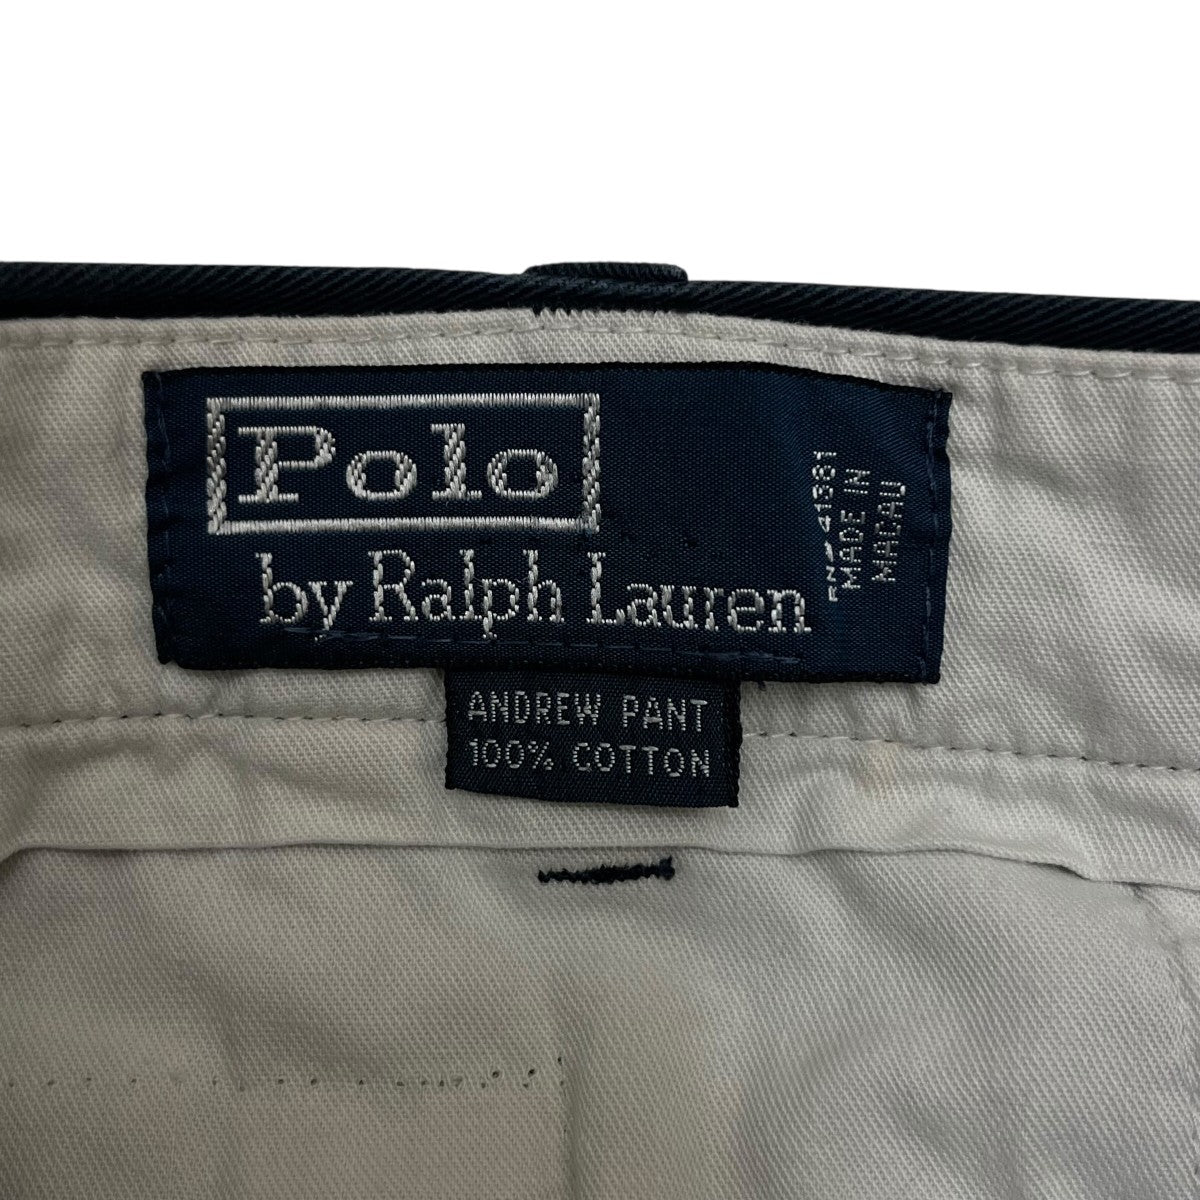 Polo
by Ralph Lauren
RN 41381
MADE IN
MACAU
ANDREW PANT
100% COTTON